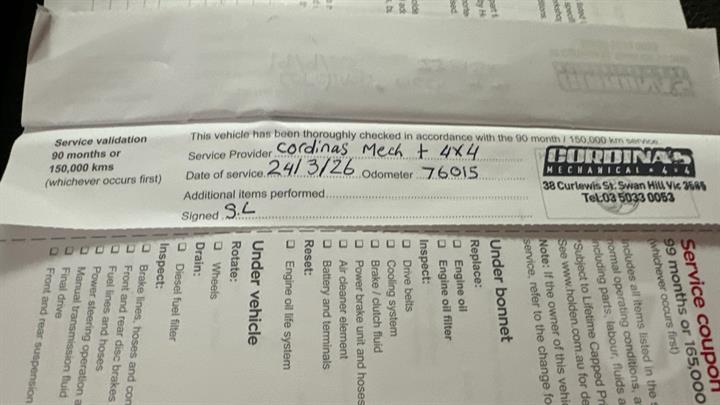 Service validation
90 months or
150,000 kms
(whichever occurs first)
This vehicle has been thoroughly checked in accordance with the 90 month / 150,000 km service
Service Provider Cordinas Mech + 4x4
Date of service 24/3/26 Odometer 76015
Additional items performed
Signed S.L
CORDINA'S
MECHANICAL • 4 • 4
38 Curlewis St. Swan Hill Vic 3585
Tel:03 5033 0053
Service coupon
99 months or 165,000
(whichever occurs first)
includes all items listed in the
normal operating conditions, a
including parts, labour, fluids a
*Subject to Lifetime Capped Pri
See www.holden.com.au for de
Note: If the owner of this vehic
service, refer to the change fo
Under bonnet
Replace:
Engine oil
Engine oil filter
Inspect:
Drive belts
Cooling system
Brake / clutch fluid
Power brake unit and hoses
Air cleaner element
Battery and terminals
Reset:
Engine oil life system
Under vehicle
Rotate:
Wheels
Drain:
Diesel fuel filter
Inspect:
Brake lines, hoses and con
Front and rear disc brakes
Fuel lines and hoses
Power steering operation a
Manual transmission fluid
Final drive
Front and rear suspension